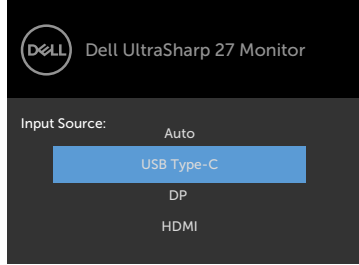 DELL Dell UltraSharp 27 Monitor
Input Source:
Auto
USB Type-C
DP
HDMI